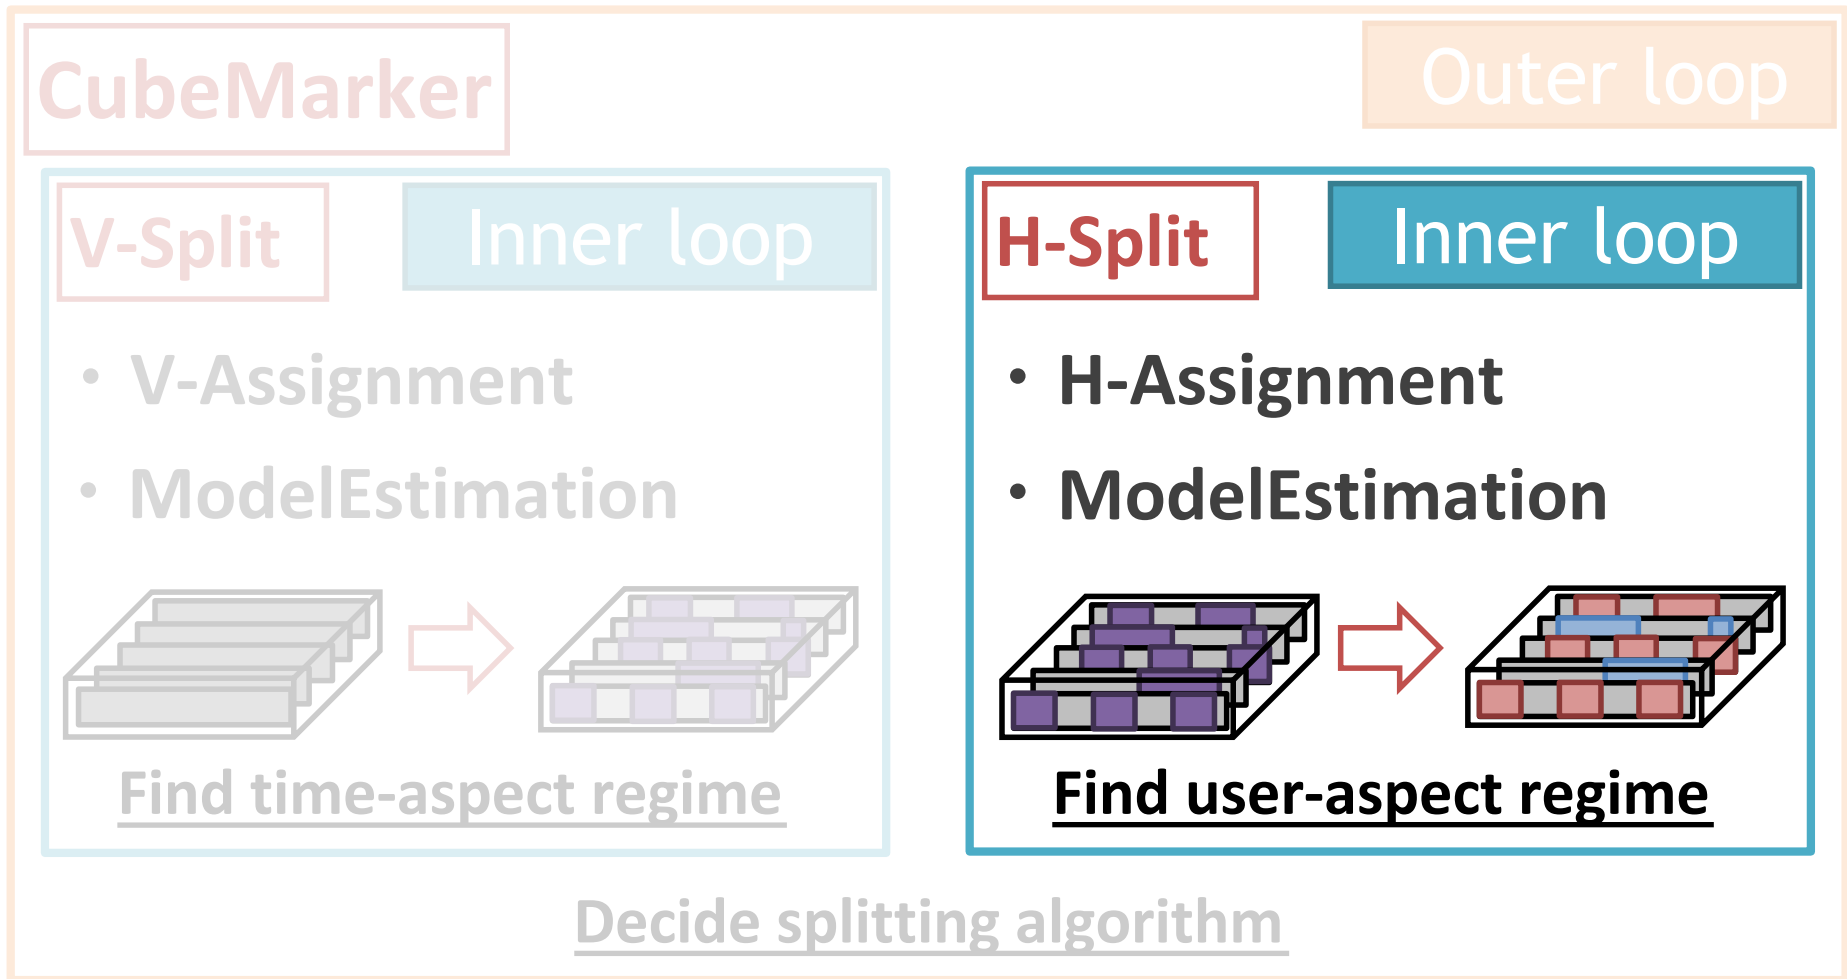 CubeMarker
Outer loop
V-Split
Inner loop
• V-Assignment
• ModelEstimation
Find time-aspect regime
H-Split
Inner loop
• H-Assignment
• ModelEstimation
Find user-aspect regime
Decide splitting algorithm